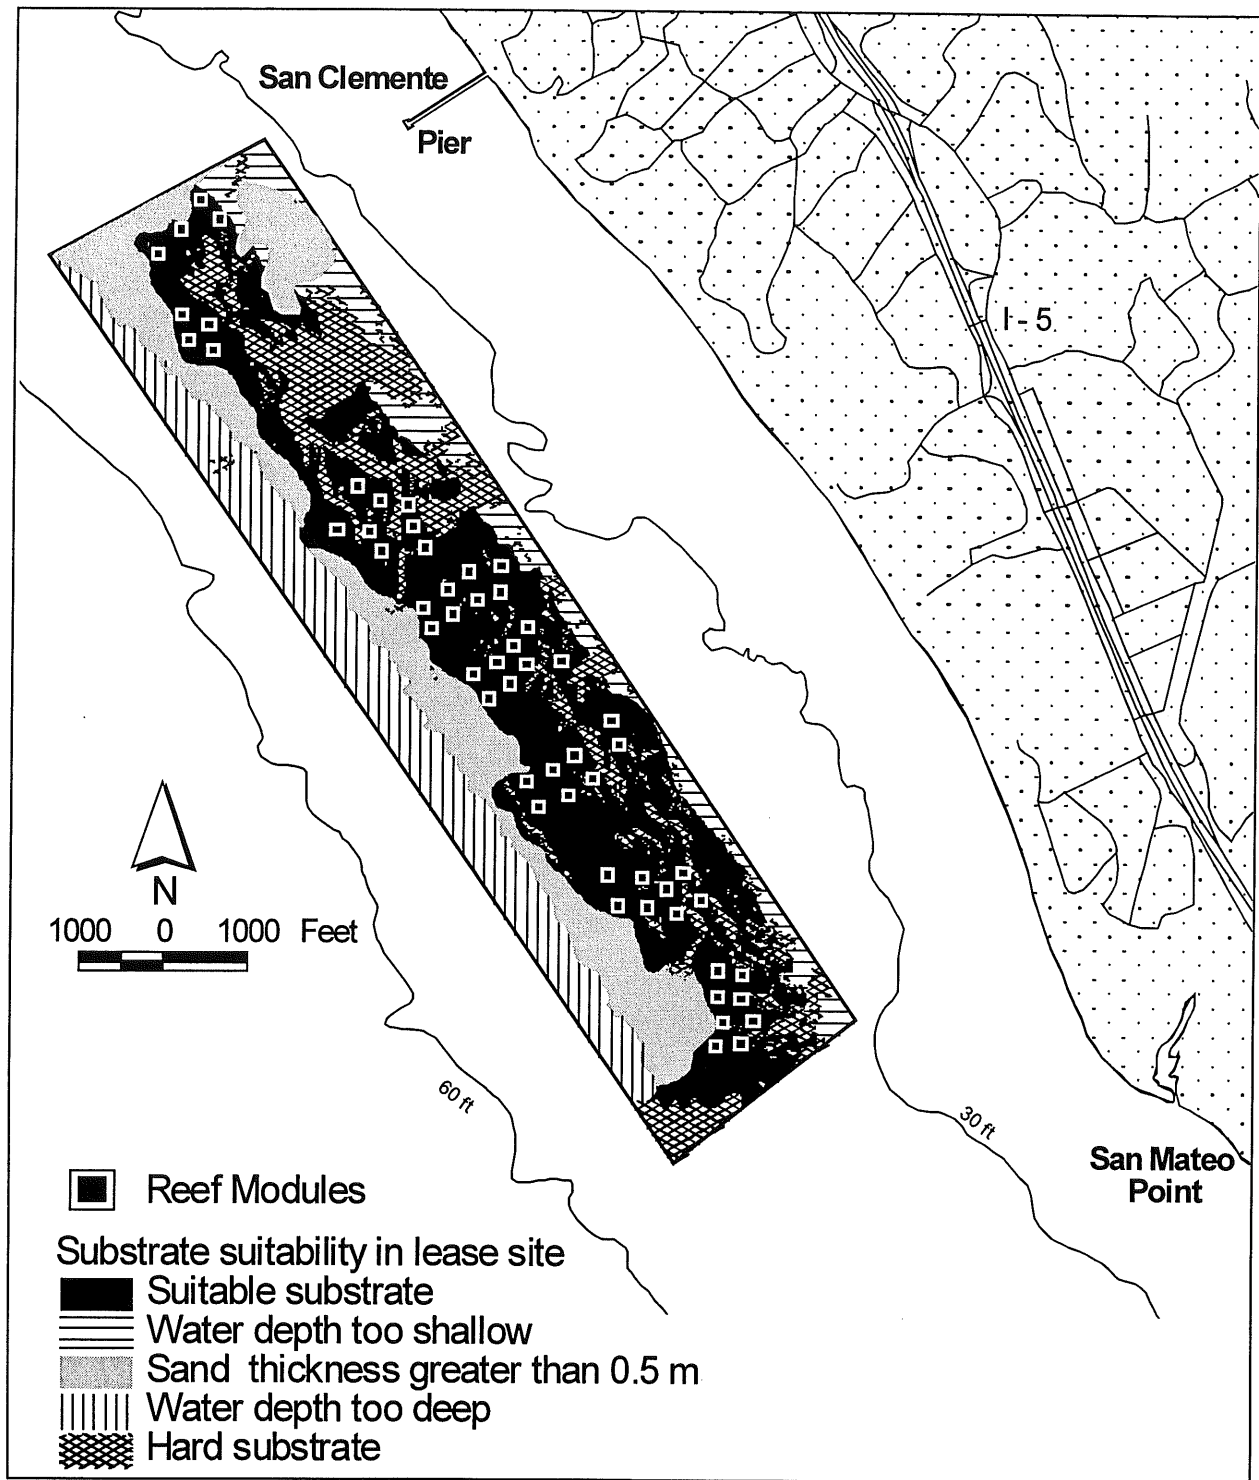 San Clemente
Pier
I - 5
N
1000 0 1000 Feet
60 ft
30 ft
San Mateo
Point
Reef Modules
Substrate suitability in lease site
Suitable substrate
Water depth too shallow
Sand thickness greater than 0.5 m
Water depth too deep
Hard substrate